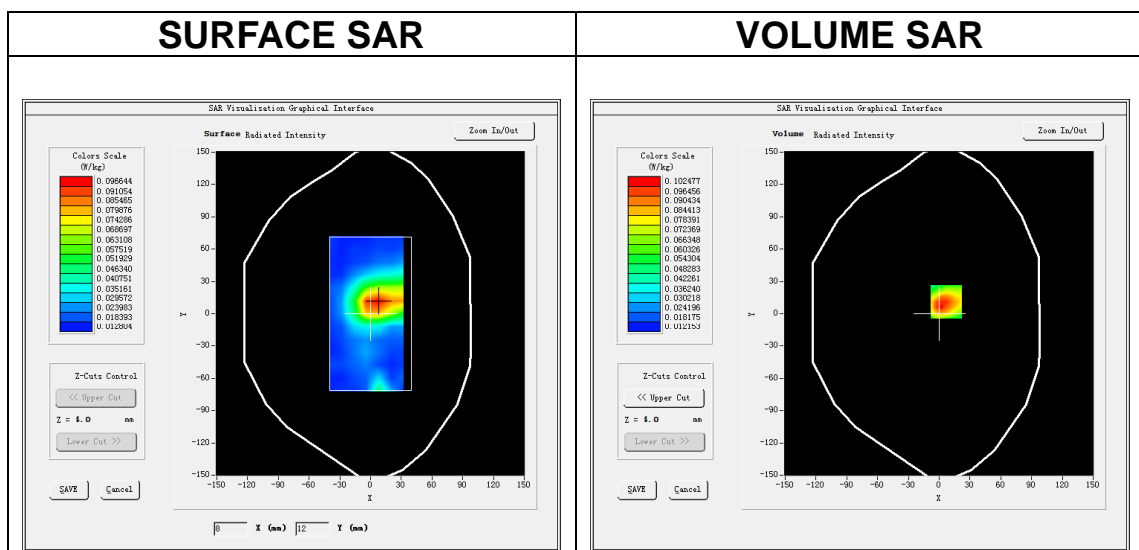 SURFACE SAR
VOLUME SAR
SAR Visualisation Graphical Interface
Surface Radiated Intensity
Zoom In/Out
Colors Scale
(W/kg)
0.096644
0.091054
0.085465
0.079876
0.074286
0.068697
0.063108
0.057519
0.051929
0.046340
0.040751
0.035161
0.029572
0.023983
0.018393
0.012804
Z-Cuts Control
<< Upper Cut
Z = 4.0 mm
Lower Cut >>
SAVE
Cancel
150
120
90
60
30
0
-30
-60
-90
-120
-150
Y
-150 -120 -90 -60 -30 0 30 60 90 120 150
X
8 X (mm) 12 Y (mm)
SAR Visualisation Graphical Interface
Volume Radiated Intensity
Zoom In/Out
Colors Scale
(W/kg)
0.102477
0.096456
0.090434
0.084413
0.078391
0.072369
0.066348
0.060326
0.054304
0.048283
0.042261
0.036240
0.030218
0.024196
0.018175
0.012153
Z-Cuts Control
<< Upper Cut
Z = 4.0 mm
Lower Cut >>
SAVE
Cancel
150
120
90
60
30
0
-30
-60
-90
-120
-150
Y
-150 -120 -90 -60 -30 0 30 60 90 120 150
X